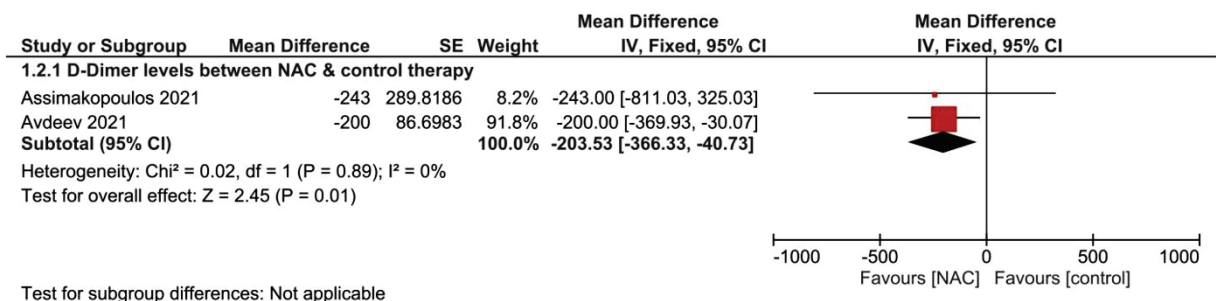 Mean Difference Mean Difference
Study or Subgroup Mean Difference SE Weight IV, Fixed, 95% CI IV, Fixed, 95% CI
1.2.1 D-Dimer levels between NAC & control therapy
Assimakopoulos 2021 -243 289.8186 8.2% -243.00 [-811.03, 325.03]
Avdeev 2021 -200 86.6983 91.8% -200.00 [-369.93, -30.07]
Subtotal (95% CI) 100.0% -203.53 [-366.33, -40.73]
Heterogeneity: Chi² = 0.02, df = 1 (P = 0.89); I² = 0%
Test for overall effect: Z = 2.45 (P = 0.01)
-1000 -500 0 500 1000
Favours [NAC] Favours [control]
Test for subgroup differences: Not applicable